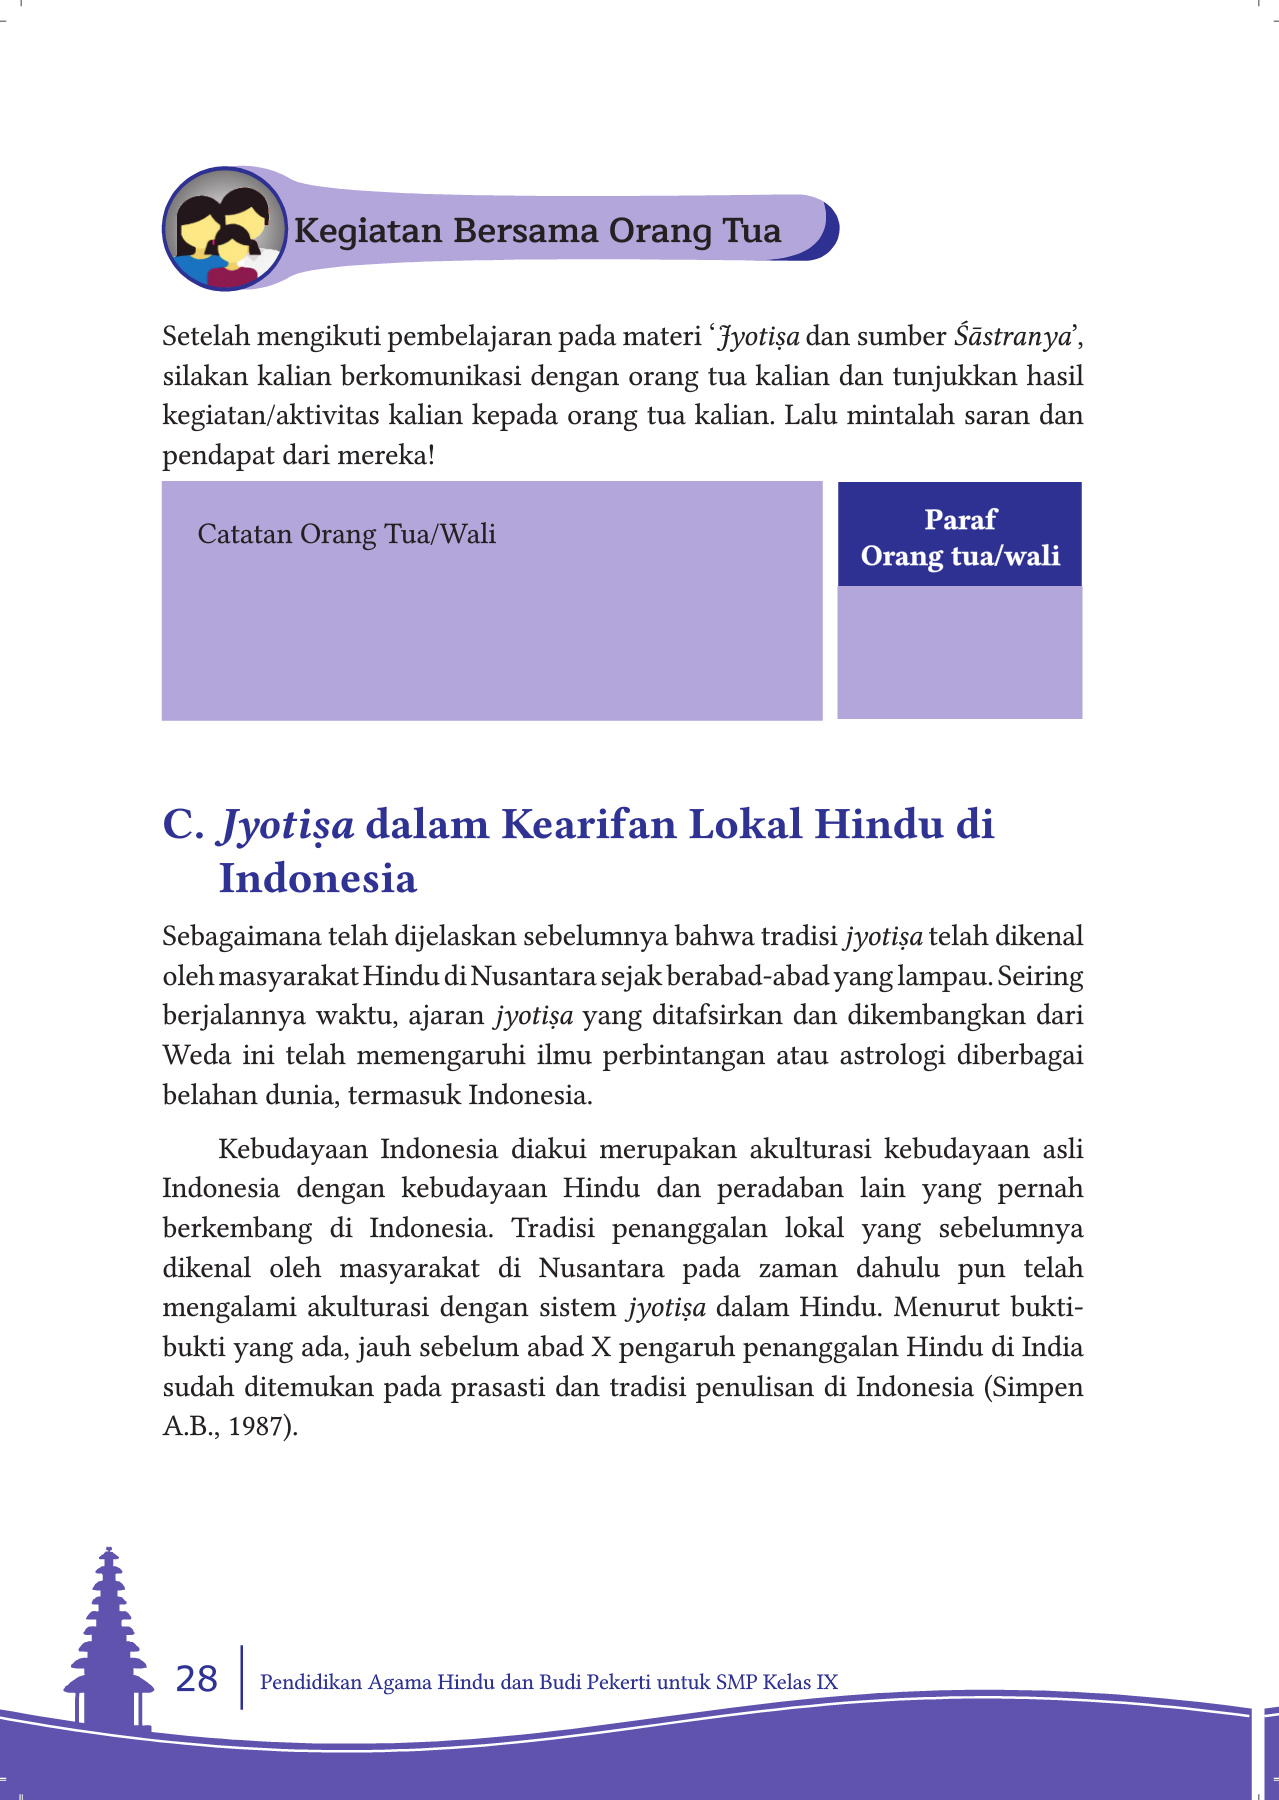 Kegiatan Bersama Orang Tua
Setelah mengikuti pembelajaran pada materi ‘Jyotiṣa dan sumber Śāstranya’,
silakan kalian berkomunikasi dengan orang tua kalian dan tunjukkan hasil
kegiatan/aktivitas kalian kepada orang tua kalian. Lalu mintalah saran dan
pendapat dari mereka!
Catatan Orang Tua/Wali
Paraf
Orang tua/wali
C. Jyotiṣa dalam Kearifan Lokal Hindu di
Indonesia
Sebagaimana telah dijelaskan sebelumnya bahwa tradisi jyotiṣa telah dikenal
oleh masyarakat Hindu di Nusantara sejak berabad-abad yang lampau. Seiring
berjalannya waktu, ajaran jyotiṣa yang ditafsirkan dan dikembangkan dari
Weda ini telah memengaruhi ilmu perbintangan atau astrologi diberbagai
belahan dunia, termasuk Indonesia.
Kebudayaan Indonesia diakui merupakan akulturasi kebudayaan asli
Indonesia dengan kebudayaan Hindu dan peradaban lain yang pernah
berkembang di Indonesia. Tradisi penanggalan lokal yang sebelumnya
dikenal oleh masyarakat di Nusantara pada zaman dahulu pun telah
mengalami akulturasi dengan sistem jyotiṣa dalam Hindu. Menurut bukti-
bukti yang ada, jauh sebelum abad X pengaruh penanggalan Hindu di India
sudah ditemukan pada prasasti dan tradisi penulisan di Indonesia (Simpen
A.B., 1987).
28
Pendidikan Agama Hindu dan Budi Pekerti untuk SMP Kelas IX